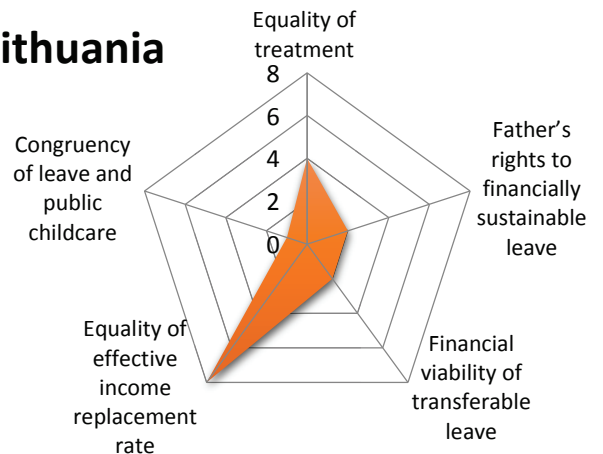 ithuania
Equality of
treatment
8
6
4
2
0
Father's
rights to
financially
sustainable
leave
Financial
viability of
transferable
leave
Equality of
effective
income
replacement
rate
Congruency
of leave and
public
childcare